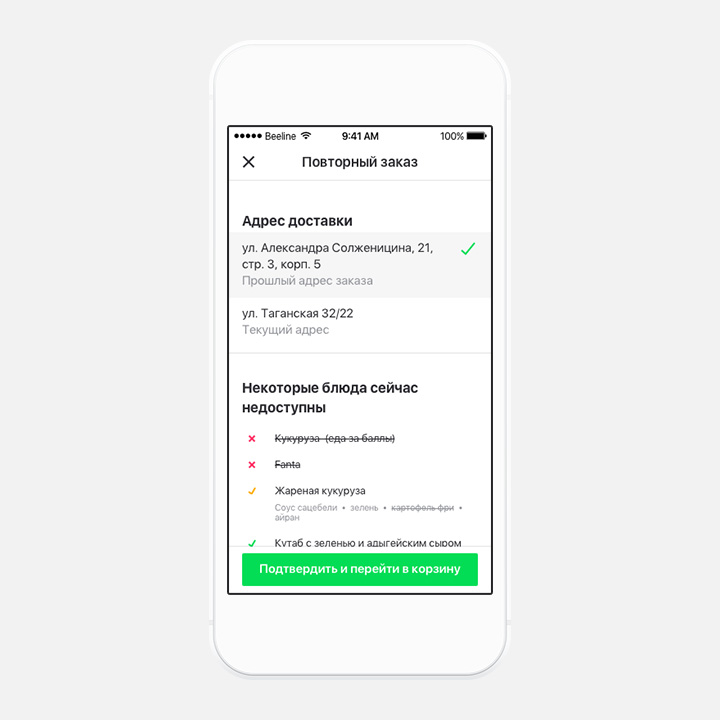 Beeline 9:41 AM 100%
Повторный заказ
Адрес доставки
ул. Александра Солженицина, 21,
стр. 3, корп. 5
Прошлый адрес заказа
ул. Таганская 32/22
Текущий адрес
Некоторые блюда сейчас
недоступны
Кукуруза (еда за баллы)
Fanta
Жареная кукуруза
Соус сацебели • зелень • картофель фри •
айран
Кутаб с зеленью и адыгейским сыром
Подтвердить и перейти в корзину